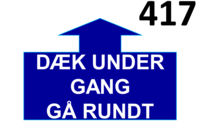 417
DÆK UNDER
GANG
GÅ RUNDT